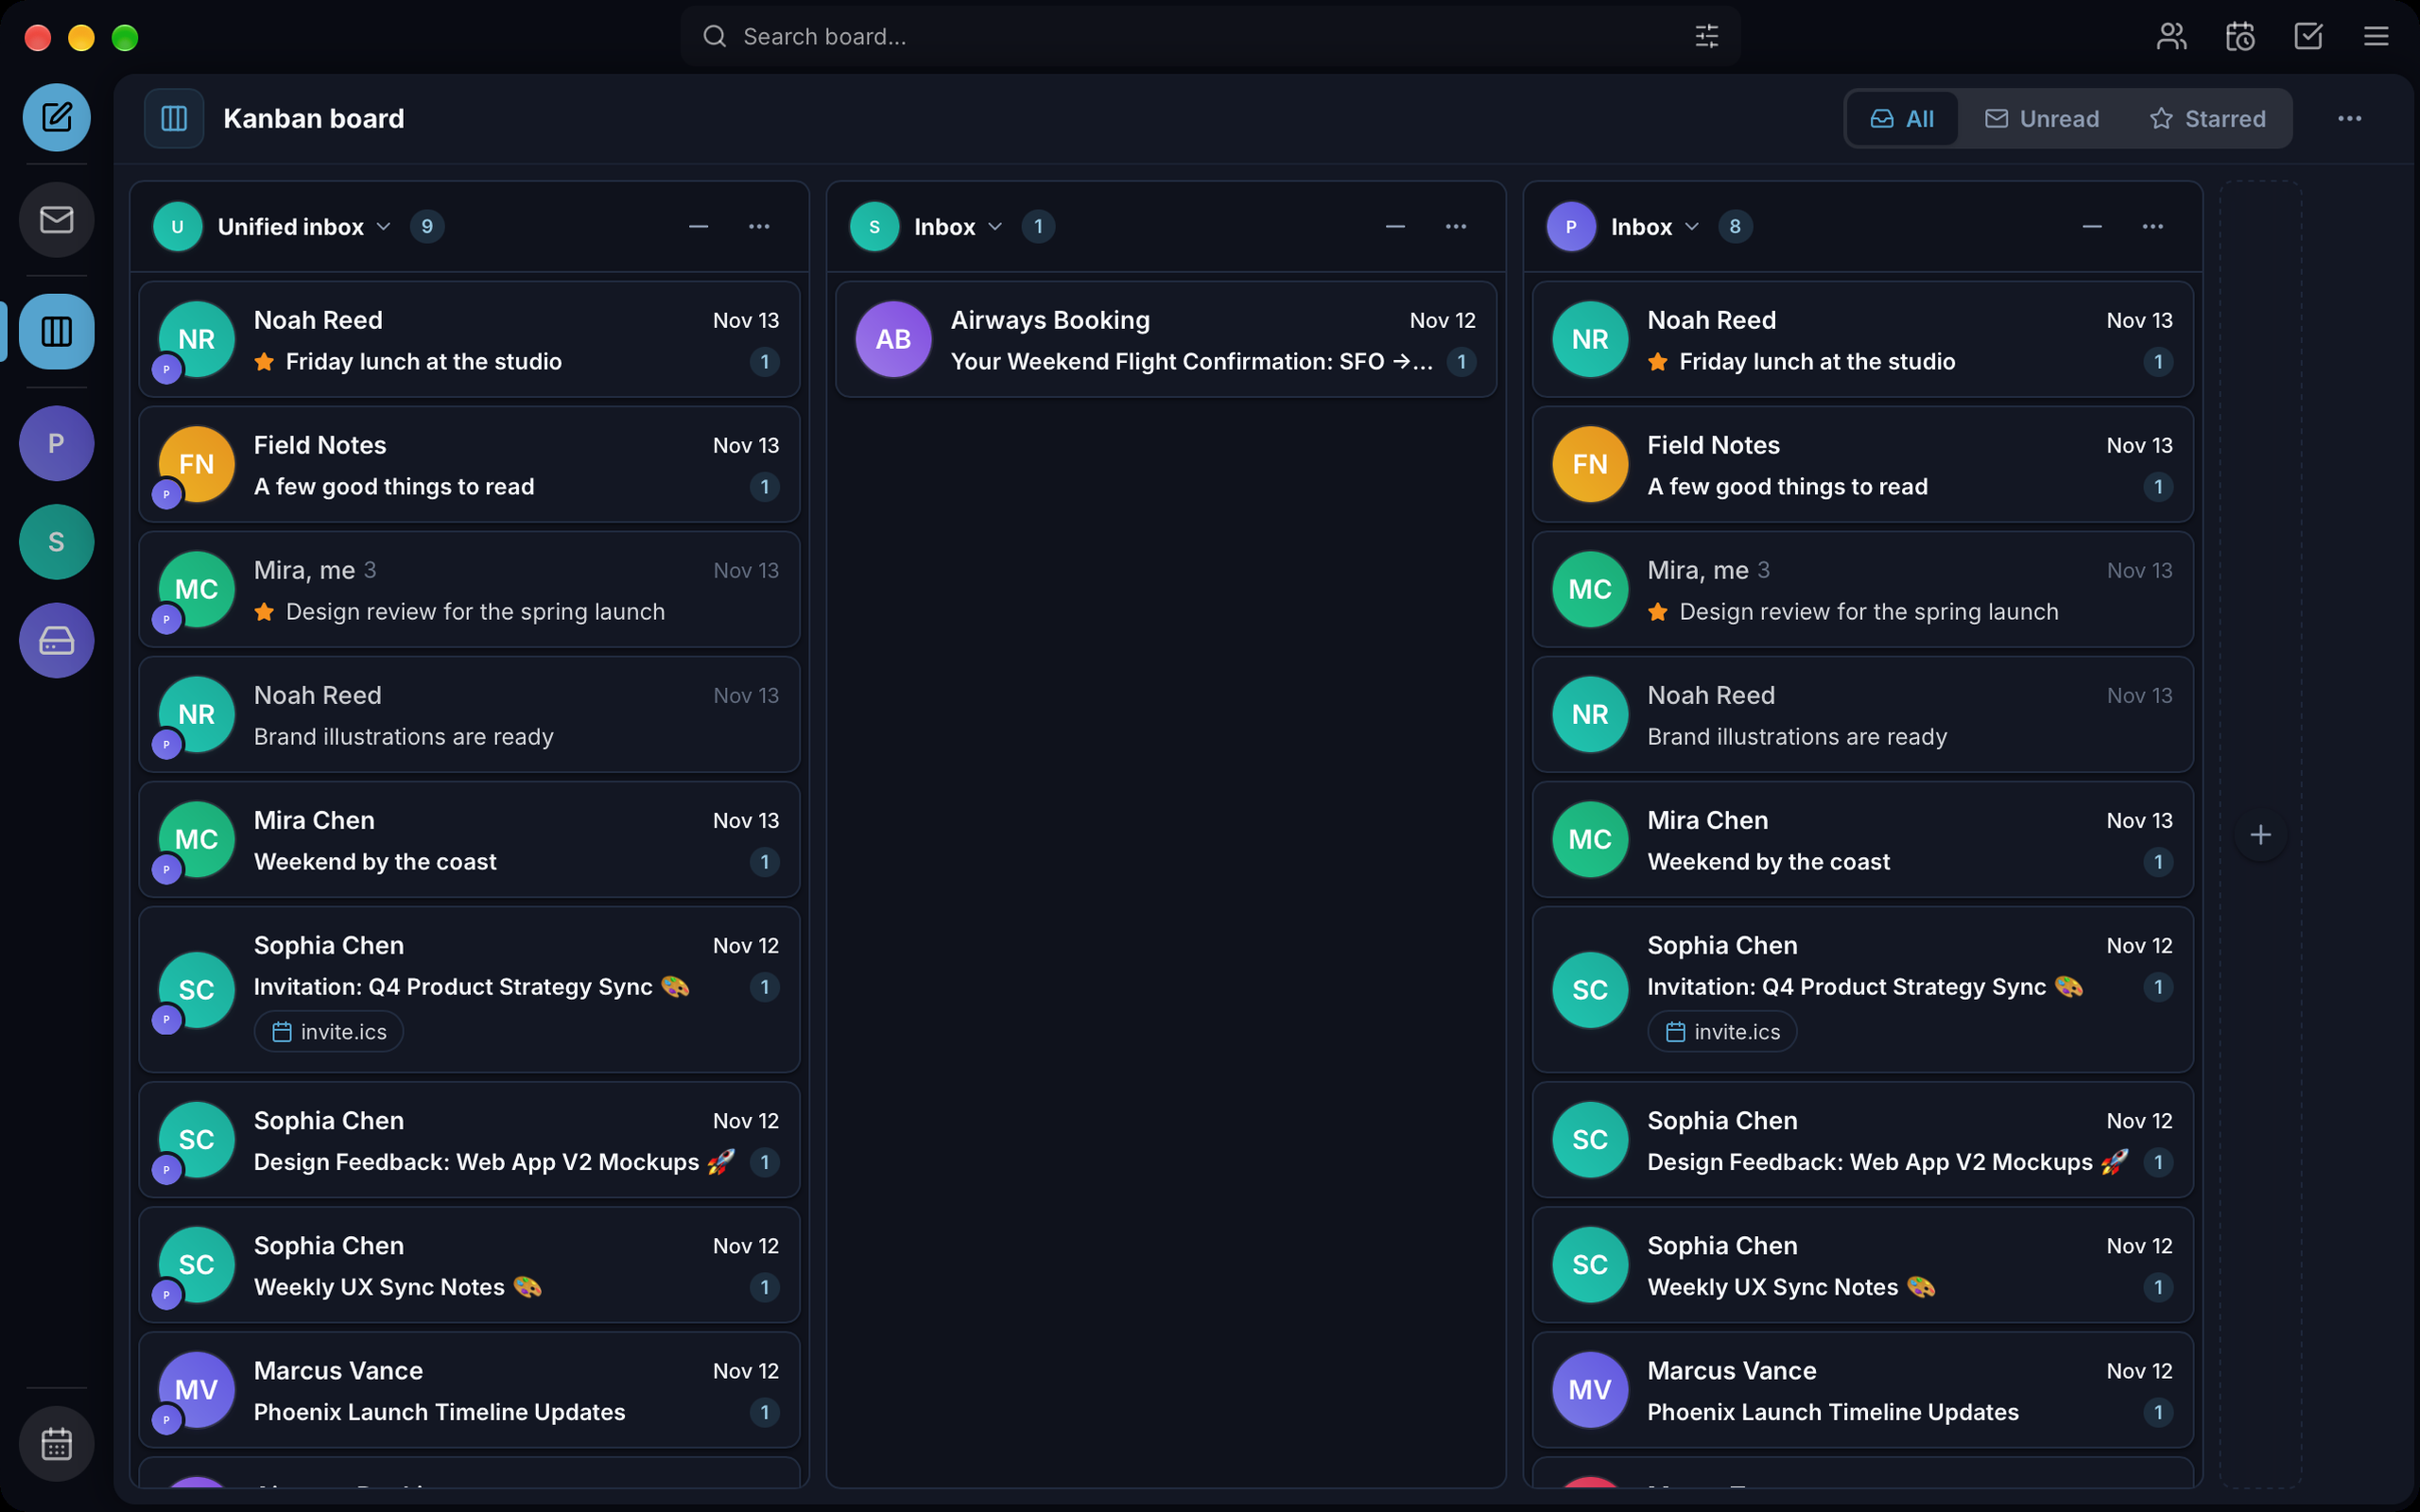 Search board...
Kanban board
All
Unread
Starred
P
S
U
Unified inbox
9
NR
P
Noah Reed
Nov 13
Friday lunch at the studio
1
FN
P
Field Notes
Nov 13
A few good things to read
1
MC
P
Mira, me 3
Nov 13
Design review for the spring launch
NR
P
Noah Reed
Nov 13
Brand illustrations are ready
MC
P
Mira Chen
Nov 13
Weekend by the coast
1
SC
P
Sophia Chen
Nov 12
Invitation: Q4 Product Strategy Sync 🎨
1
invite.ics
SC
P
Sophia Chen
Nov 12
Design Feedback: Web App V2 Mockups 🚀
1
SC
P
Sophia Chen
Nov 12
Weekly UX Sync Notes 🎨
1
MV
P
Marcus Vance
Nov 12
Phoenix Launch Timeline Updates
1
S
Inbox
1
AB
Airways Booking
Nov 12
Your Weekend Flight Confirmation: SFO →...
1
P
Inbox
8
NR
Noah Reed
Nov 13
Friday lunch at the studio
1
FN
Field Notes
Nov 13
A few good things to read
1
MC
Mira, me 3
Nov 13
Design review for the spring launch
NR
Noah Reed
Nov 13
Brand illustrations are ready
MC
Mira Chen
Nov 13
Weekend by the coast
1
SC
Sophia Chen
Nov 12
Invitation: Q4 Product Strategy Sync 🎨
1
invite.ics
SC
Sophia Chen
Nov 12
Design Feedback: Web App V2 Mockups 🚀
1
SC
Sophia Chen
Nov 12
Weekly UX Sync Notes 🎨
1
MV
Marcus Vance
Nov 12
Phoenix Launch Timeline Updates
1